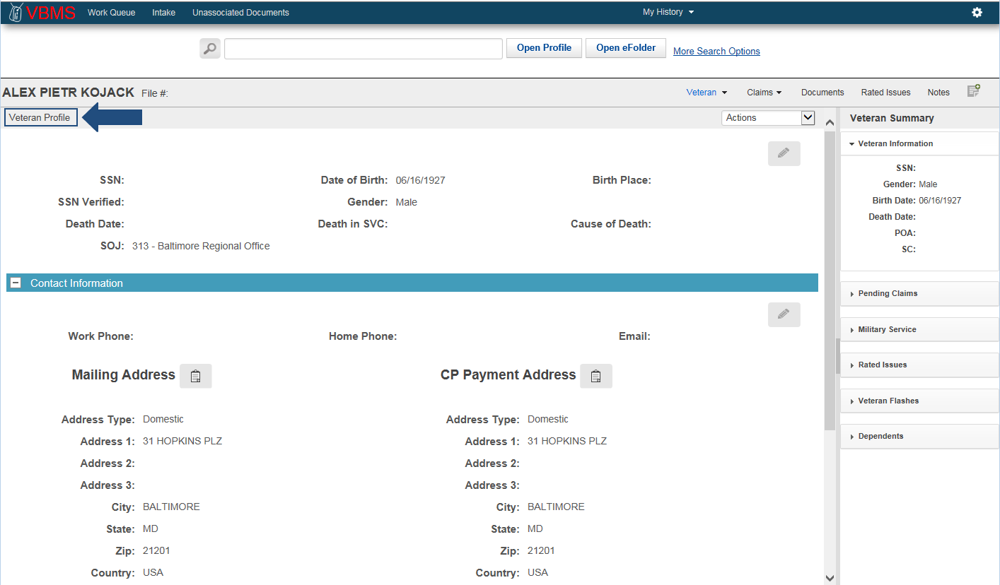 VBMS Work Queue Intake Unassociated Documents My History
Open Profile Open eFolder More Search Options
ALEX PIETR KOJACK File #: Veteran Claims Documents Rated Issues Notes
Veteran Profile Actions Veteran Summary
Veteran Information
SSN: Date of Birth: 06/16/1927 Birth Place:
SSN Verified: Gender: Male
Death Date: Death in SVC: Cause of Death:
SOJ: 313 - Baltimore Regional Office
Contact Information
Work Phone: Home Phone: Email:
Mailing Address CP Payment Address
Address Type: Domestic Address Type: Domestic
Address 1: 31 HOPKINS PLZ Address 1: 31 HOPKINS PLZ
Address 2: Address 2:
Address 3: Address 3:
City: BALTIMORE City: BALTIMORE
State: MD State: MD
Zip: 21201 Zip: 21201
Country: USA Country: USA
SSN:
Gender: Male
Birth Date: 06/16/1927
Death Date:
POA:
SC:
Pending Claims
Military Service
Rated Issues
Veteran Flashes
Dependents